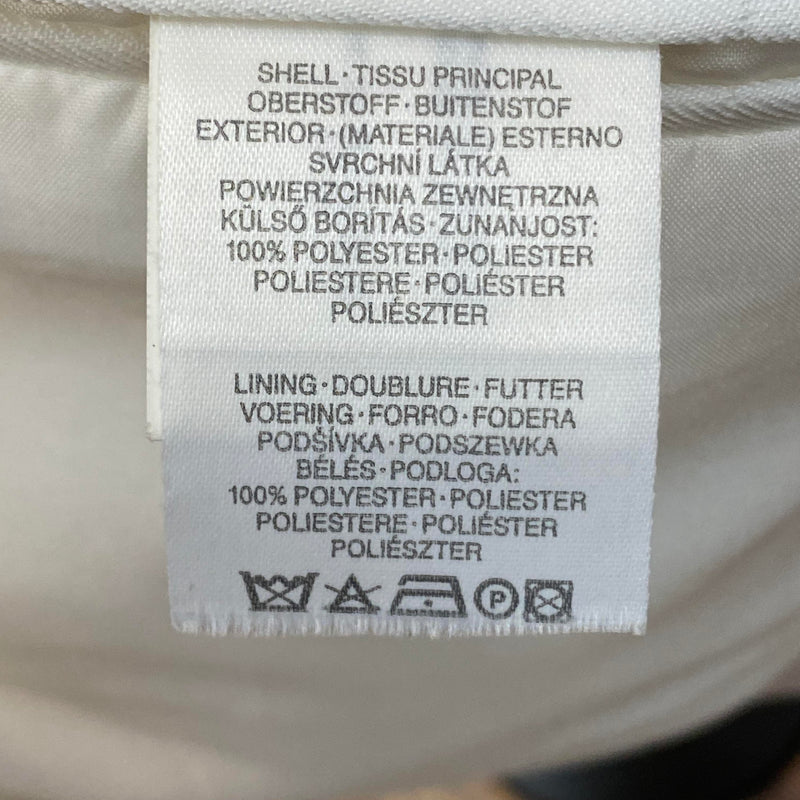 SHELL·TISSU PRINCIPAL
OBERSTOFF·BUITENSTOF
EXTERIOR·(MATERIALE) ESTERNO
SVRCHNÍ LÁTKA
POWIERZCHNIA ZEWNĘTRZNA
KÜLSŐ BORÍTÁS·ZUNANJOST:
100% POLYESTER·POLIESTER
POLIESTERE·POLIÉSTER
POLIÉSZTER
LINING·DOUBLURE·FUTTER
VOERING·FORRO·FODERA
PODŠÍVKA·PODSZEWKA
BÉLÉS·PODLOGA:
100% POLYESTER·POLIESTER
POLIESTERE·POLIÉSTER
POLIÉSZTER
P